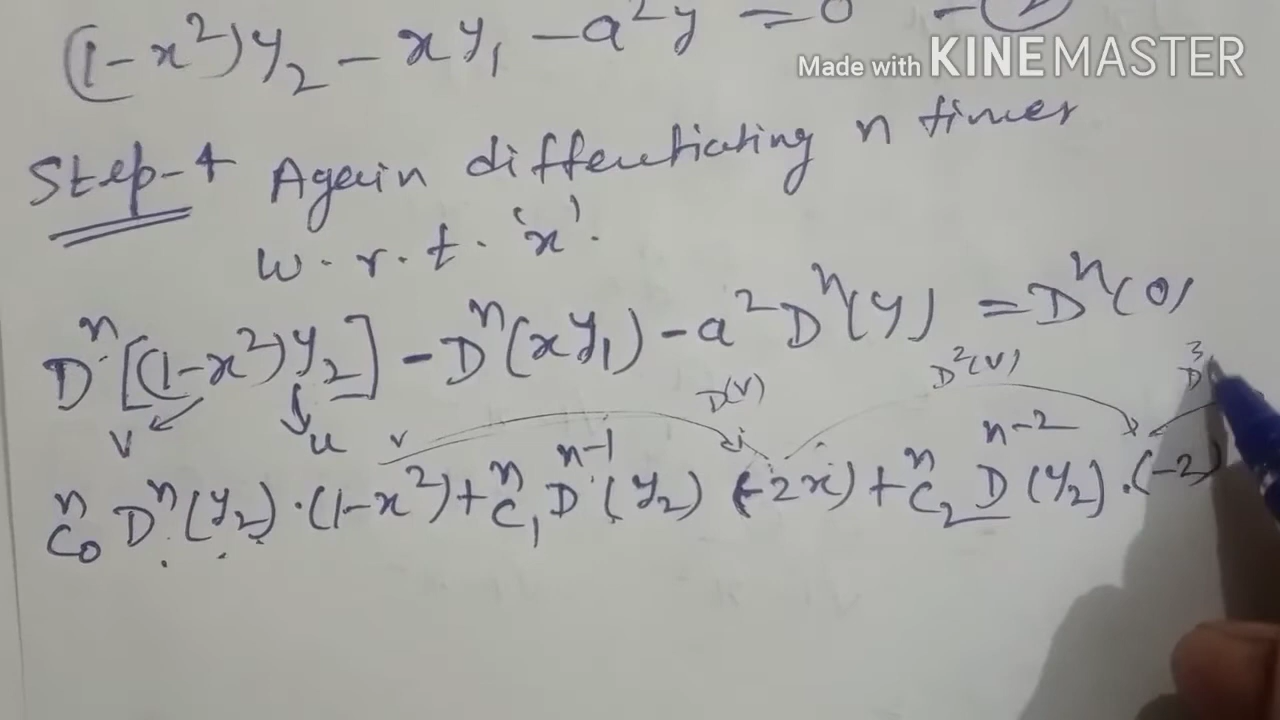 (1-x²)y₂ - xy₁ - a²y = 0 - ②
Made with KINEMASTER
Step-4 Again differentiating n times
w.r.t. 'x'.
Dⁿ[(1-x²)y₂] - Dⁿ(xy₁) - a²Dⁿ(y) = Dⁿ(0)
v u v D(v) D²(v) D³
ⁿC₀ Dⁿ(y₂)·(1-x²) + ⁿC₁ Dⁿ⁻¹(y₂) (-2x) + ⁿC₂ Dⁿ⁻²(y₂)·(-2)